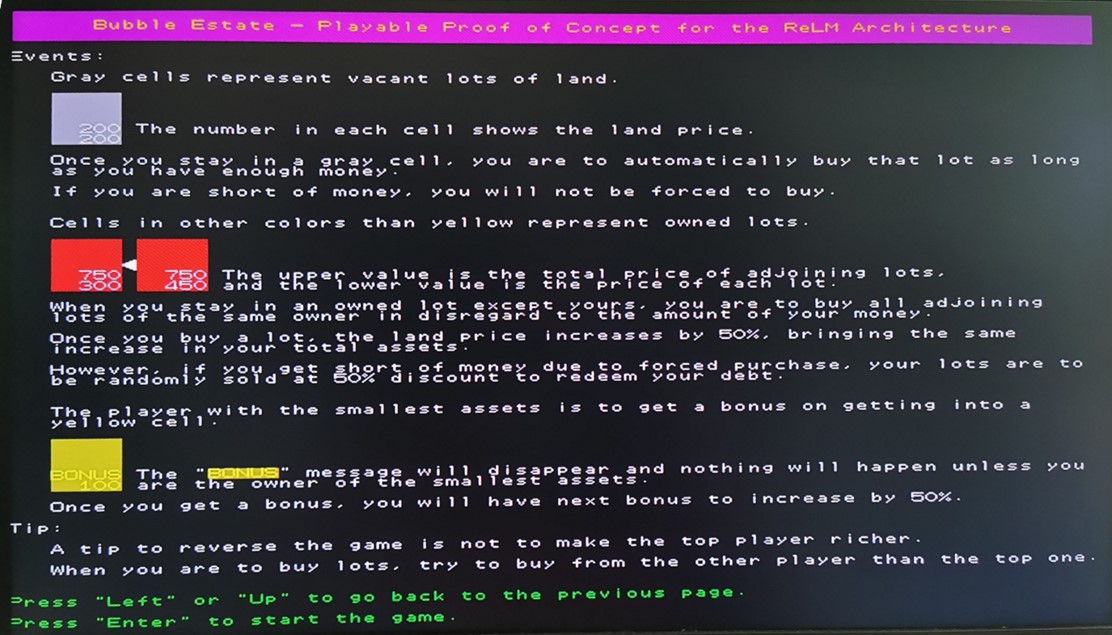 Bubble Estate — Playable Proof of Concept for the ReLM Architecture
Events:
Gray cells represent vacant lots of land.
200
200
The number in each cell shows the land price.
Once you stay in a gray cell, you are to automatically buy that lot as long
as you have enough money.
If you are short of money, you will not be forced to buy.
Cells in other colors than yellow represent owned lots.
750 750
300 450
The upper value is the total price of adjoining lots,
and the lower value is the price of each lot.
When you stay in an owned lot except yours, you are to buy all adjoining
lots of the same owner in disregard to the amount of your money.
Once you buy a lot, the land price increases by 50%, bringing the same
increase in your total assets.
However, if you get short of money due to forced purchase, your lots are to
be randomly sold at 50% discount to redeem your debt.
The player with the smallest assets is to get a bonus on getting into a
yellow cell.
BONUS
100
The "BONUS" message will disappear and nothing will happen unless you
are the owner of the smallest assets.
Once you get a bonus, you will have next bonus to increase by 50%.
Tip:
A tip to reverse the game is not to make the top player richer.
When you are to buy lots, try to buy from the other player than the top one.
Press "Left" or "Up" to go back to the previous page.
Press "Enter" to start the game.